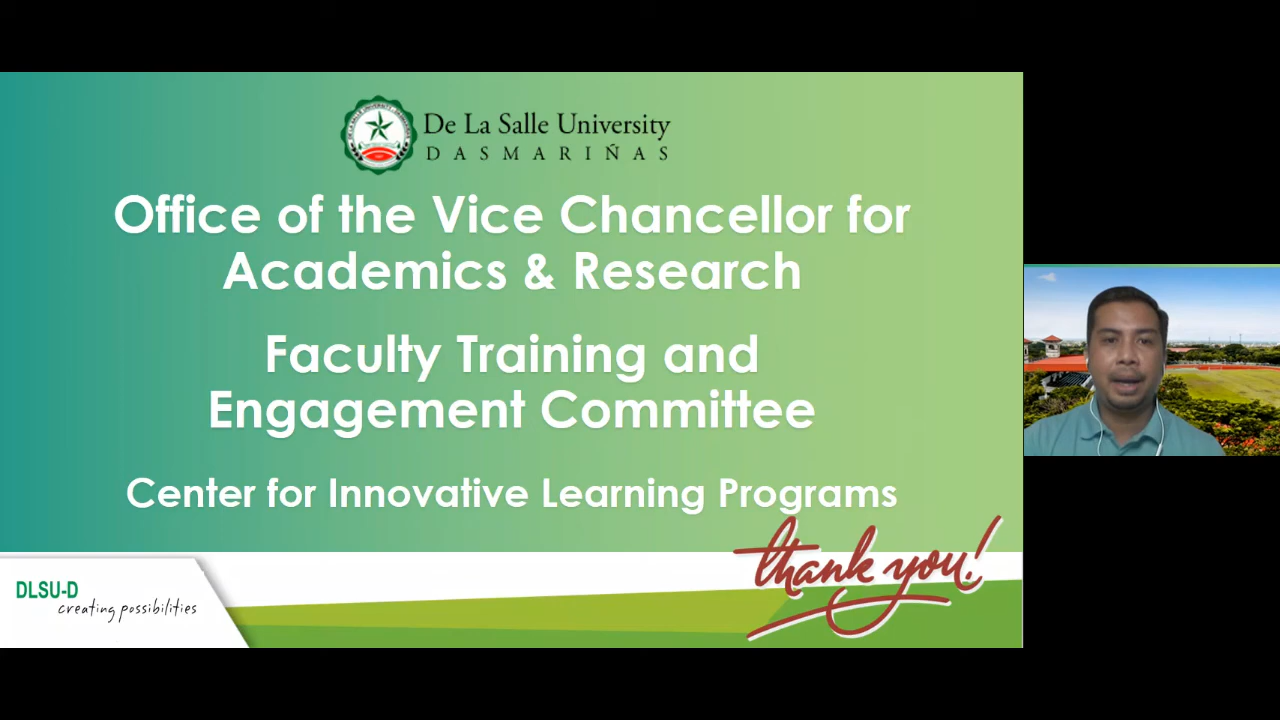 De La Salle University
DASMARIÑAS
Office of the Vice Chancellor for
Academics & Research
Faculty Training and
Engagement Committee
Center for Innovative Learning Programs
thank you!
DLSU-D
creating possibilities